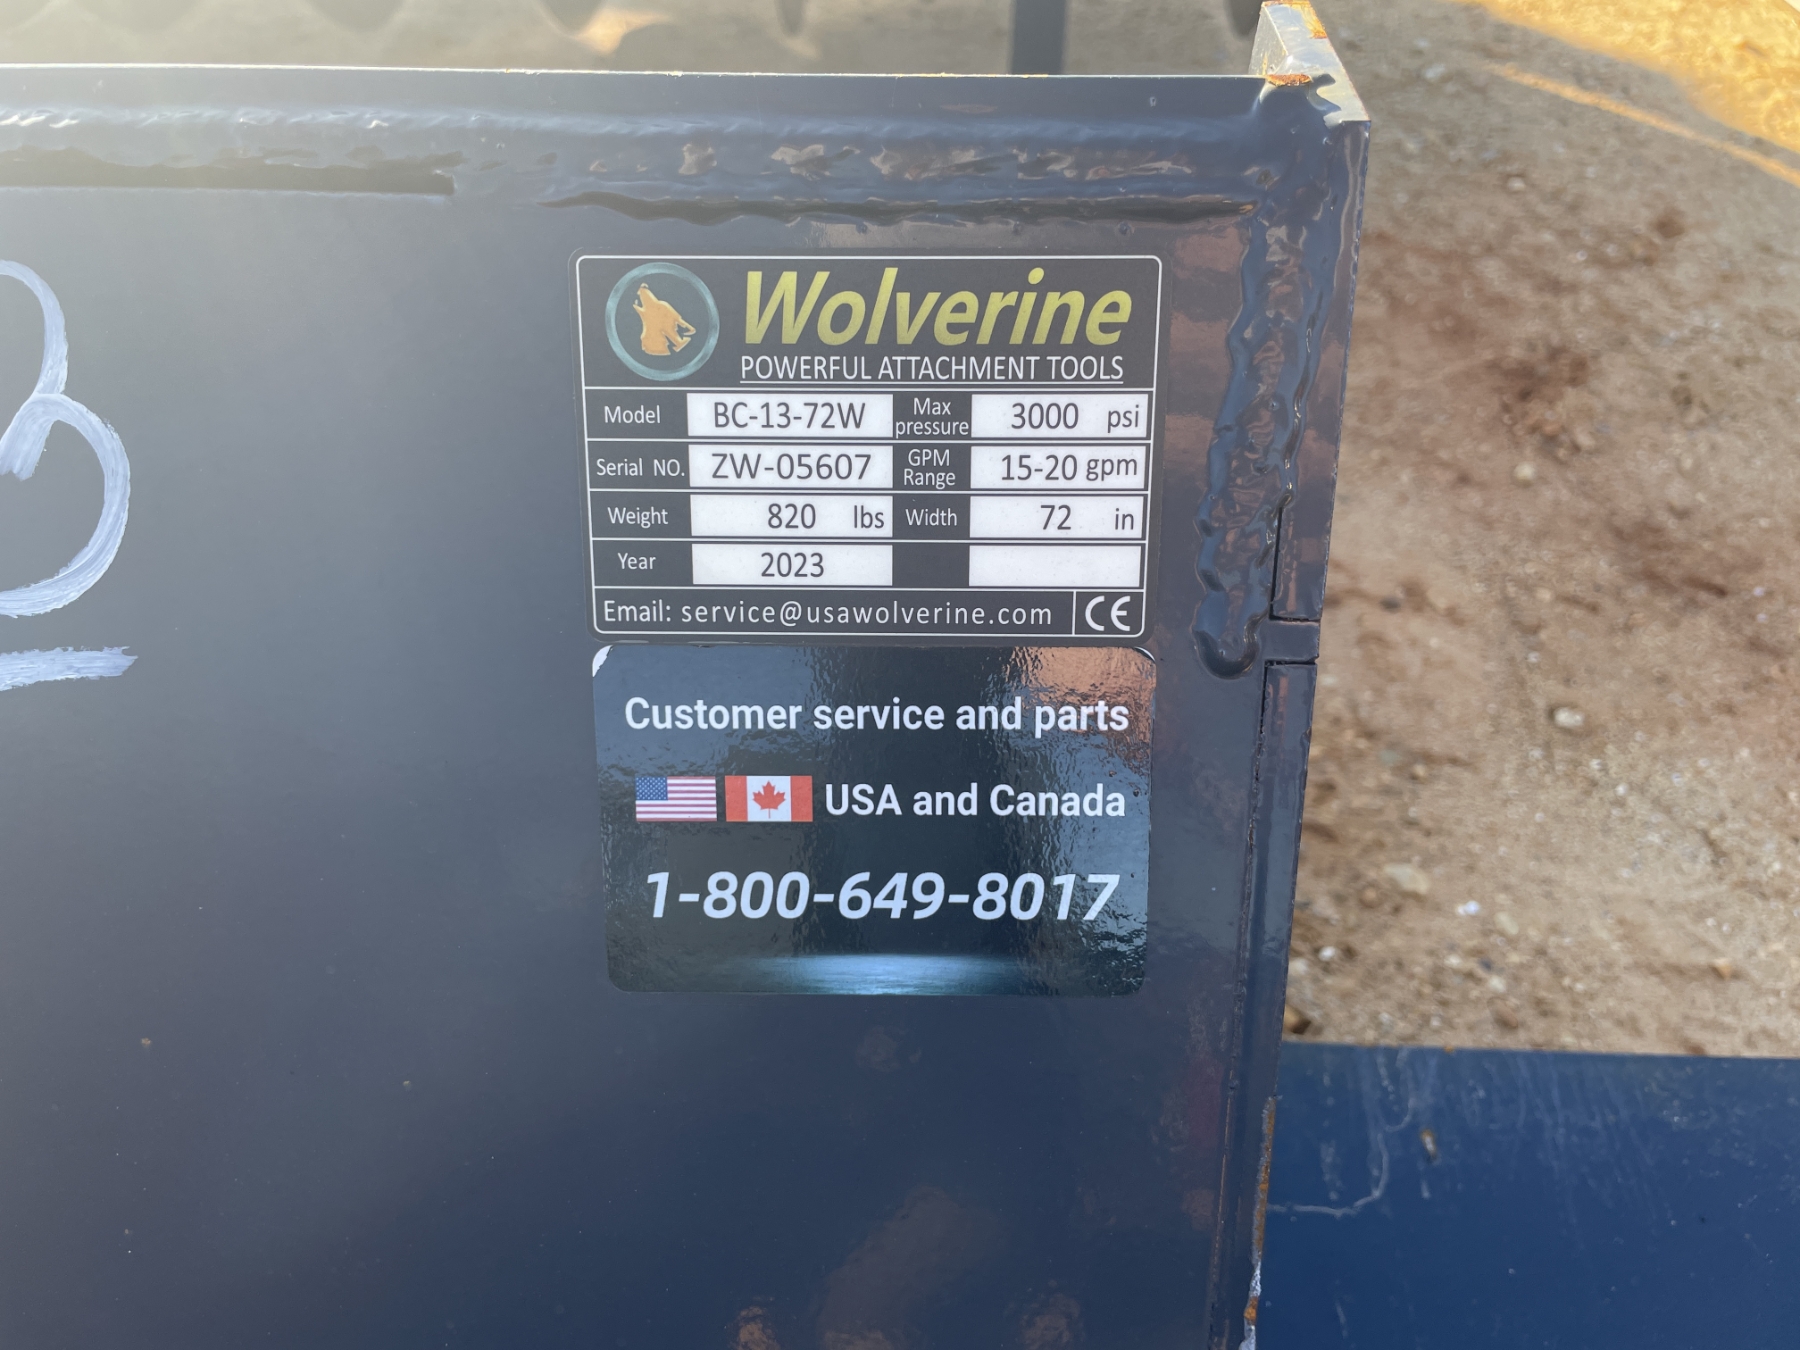 Wolverine
POWERFUL ATTACHMENT TOOLS
Model BC-13-72W Max pressure 3000 psi
Serial NO. ZW-05607 GPM Range 15-20 gpm
Weight 820 lbs Width 72 in
Year 2023
Email: service@usawolverine.com CE
Customer service and parts
USA and Canada
1-800-649-8017